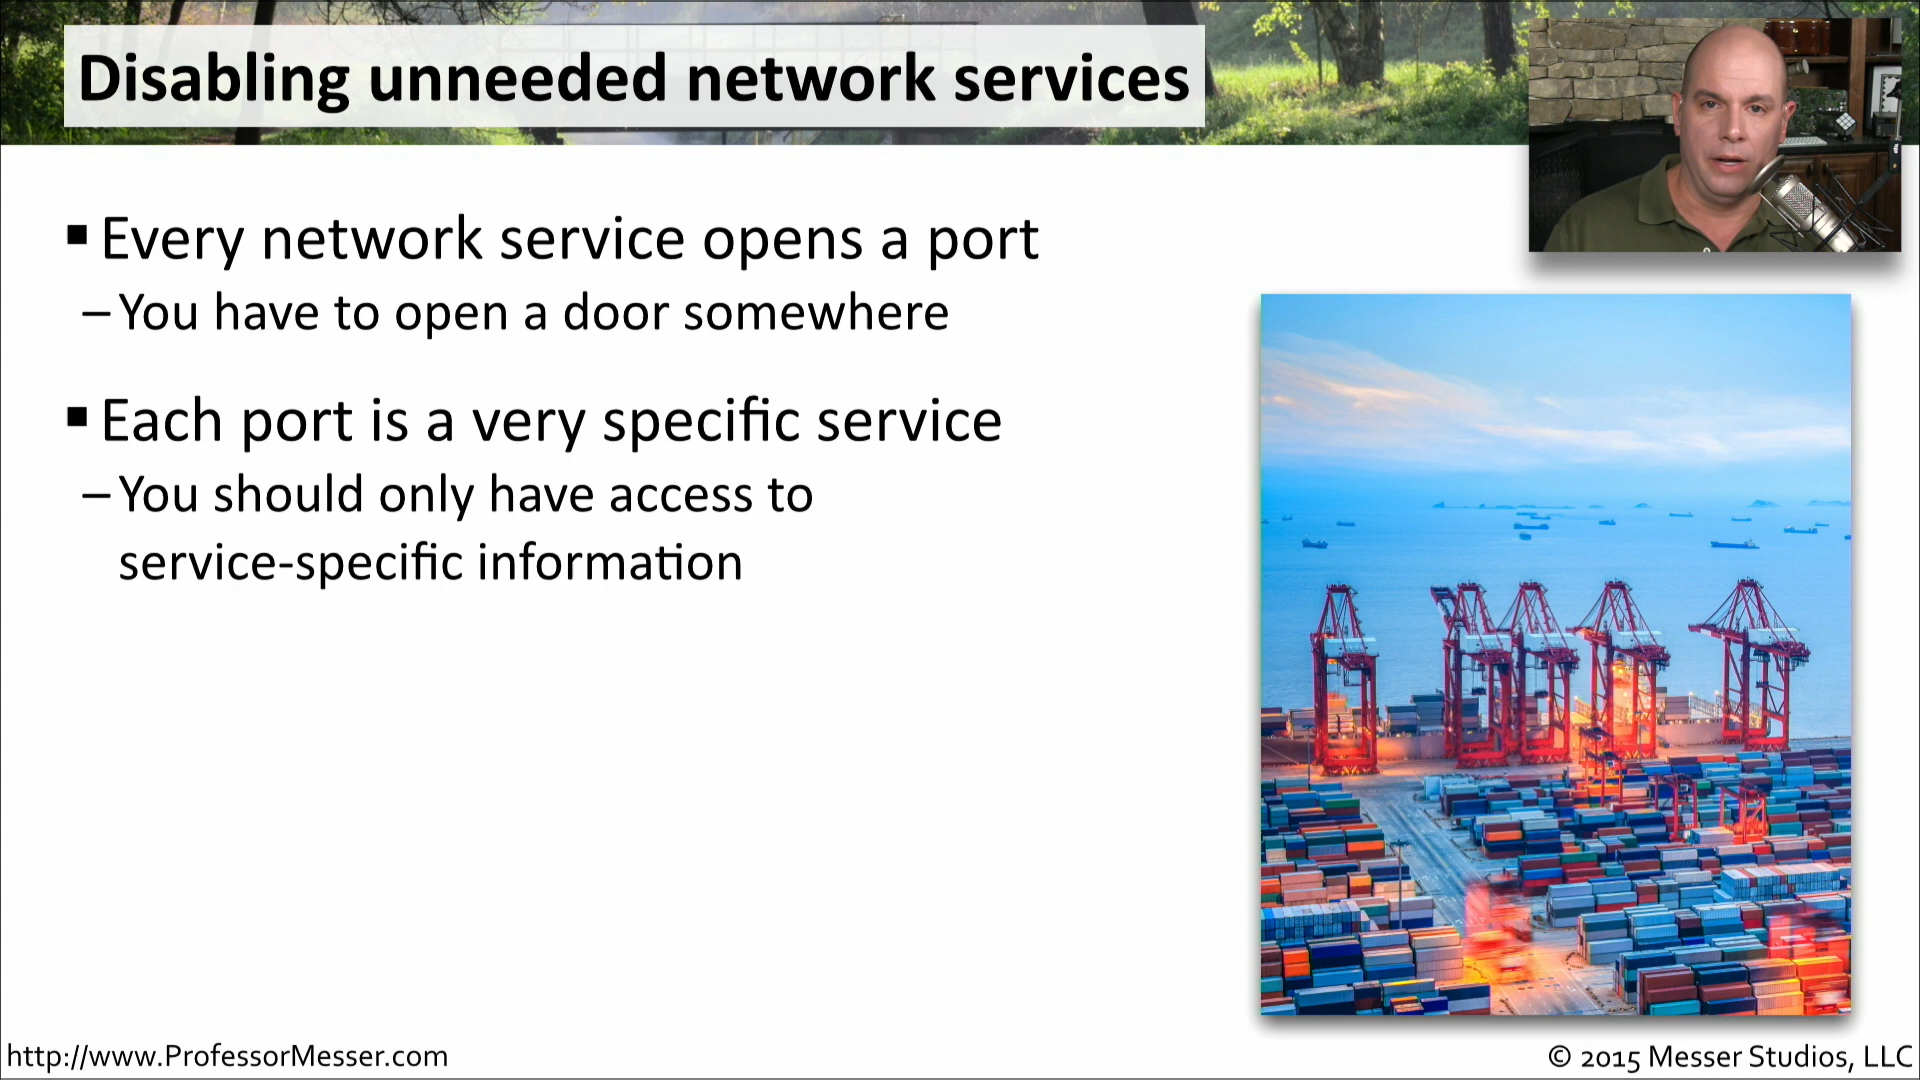 Disabling unneeded network services
▪ Every network service opens a port
– You have to open a door somewhere
▪ Each port is a very specific service
– You should only have access to
service-specific information
http://www.ProfessorMesser.com
© 2015 Messer Studios, LLC